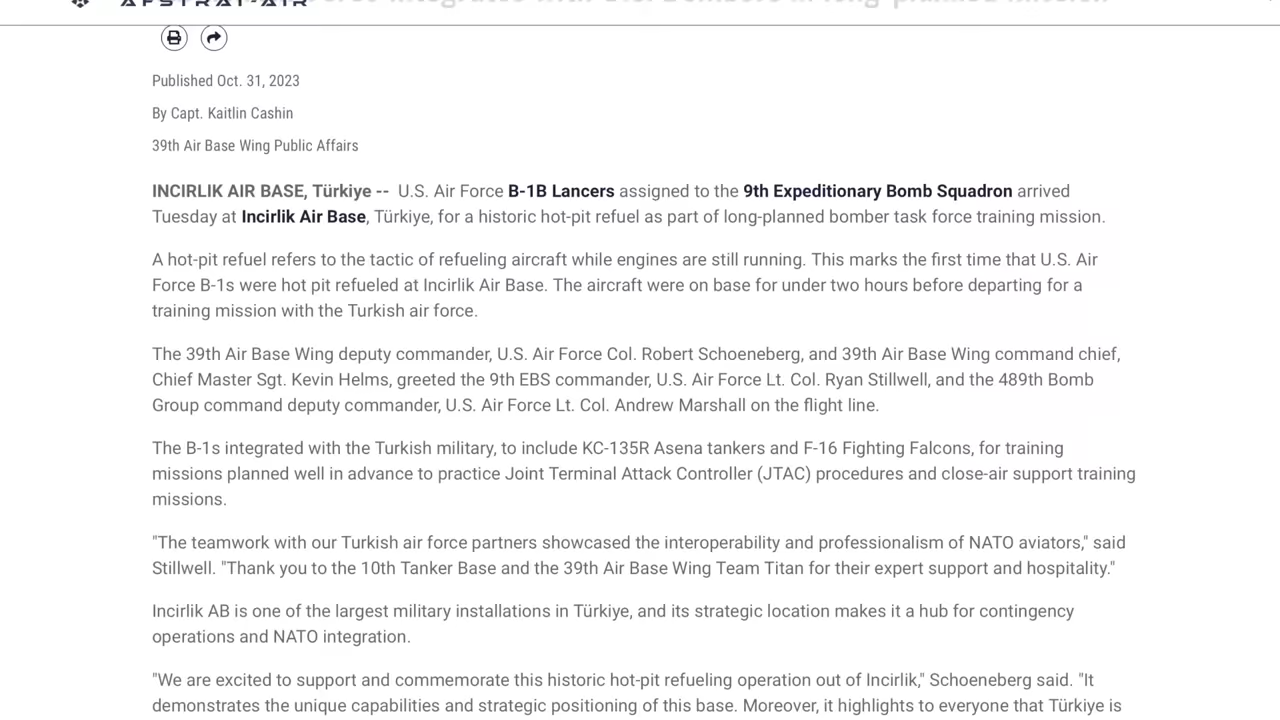 AFSTRAT-AIR
Published Oct. 31, 2023
By Capt. Kaitlin Cashin
39th Air Base Wing Public Affairs
INCIRLIK AIR BASE, Türkiye -- U.S. Air Force B-1B Lancers assigned to the 9th Expeditionary Bomb Squadron arrived
Tuesday at Incirlik Air Base, Türkiye, for a historic hot-pit refuel as part of long-planned bomber task force training mission.
A hot-pit refuel refers to the tactic of refueling aircraft while engines are still running. This marks the first time that U.S. Air
Force B-1s were hot pit refueled at Incirlik Air Base. The aircraft were on base for under two hours before departing for a
training mission with the Turkish air force.
The 39th Air Base Wing deputy commander, U.S. Air Force Col. Robert Schoeneberg, and 39th Air Base Wing command chief,
Chief Master Sgt. Kevin Helms, greeted the 9th EBS commander, U.S. Air Force Lt. Col. Ryan Stillwell, and the 489th Bomb
Group command deputy commander, U.S. Air Force Lt. Col. Andrew Marshall on the flight line.
The B-1s integrated with the Turkish military, to include KC-135R Asena tankers and F-16 Fighting Falcons, for training
missions planned well in advance to practice Joint Terminal Attack Controller (JTAC) procedures and close-air support training
missions.
"The teamwork with our Turkish air force partners showcased the interoperability and professionalism of NATO aviators," said
Stillwell. "Thank you to the 10th Tanker Base and the 39th Air Base Wing Team Titan for their expert support and hospitality."
Incirlik AB is one of the largest military installations in Türkiye, and its strategic location makes it a hub for contingency
operations and NATO integration.
"We are excited to support and commemorate this historic hot-pit refueling operation out of Incirlik," Schoeneberg said. "It
demonstrates the unique capabilities and strategic positioning of this base. Moreover, it highlights to everyone that Türkiye is